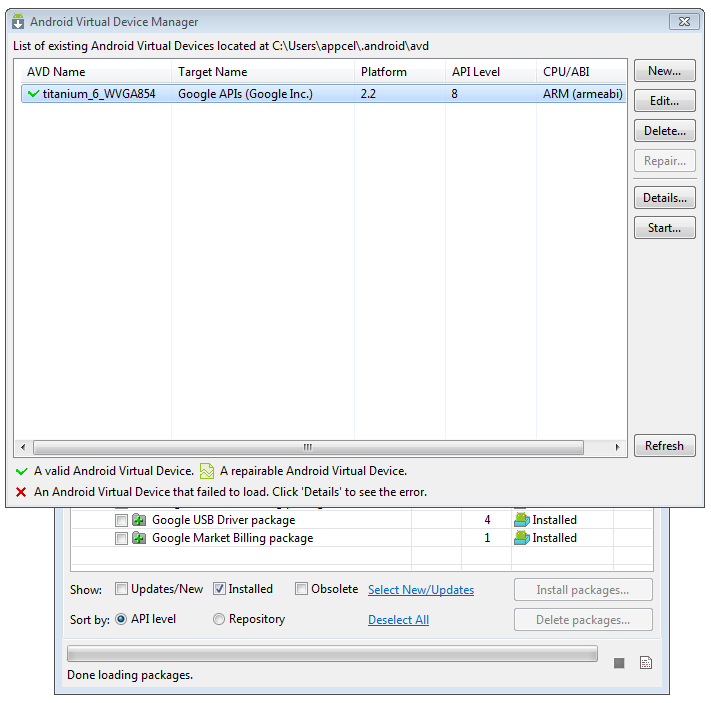 Android Virtual Device Manager
List of existing Android Virtual Devices located at C:\Users\appcel\.android\avd
AVD Name Target Name Platform API Level CPU/ABI
titanium_6_WVGA854 Google APIs (Google Inc.) 2.2 8 ARM (armeabi)
New...
Edit...
Delete...
Repair...
Details...
Start...
Refresh
A valid Android Virtual Device. A repairable Android Virtual Device.
An Android Virtual Device that failed to load. Click 'Details' to see the error.
Google USB Driver package 4 Installed
Google Market Billing package 1 Installed
Show: Updates/New Installed Obsolete Select New/Updates Install packages...
Sort by: API level Repository Deselect All Delete packages...
Done loading packages.